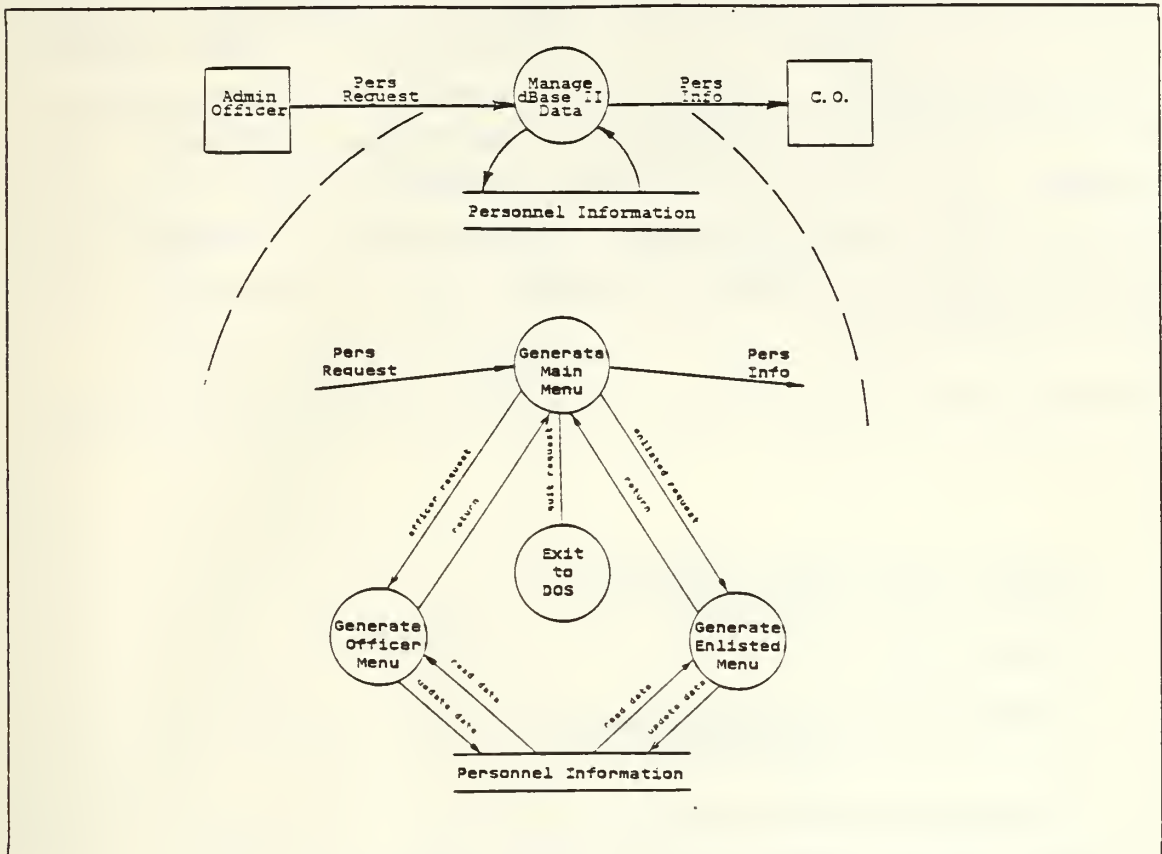 Admin
Officer
Pers
Request
Manage
dBase II
Data
Pers
Info
C.O.
Personnel Information
Pers
Request
Generate
Main
Menu
Pers
Info
officer request
return
quit request
return
enlisted request
Exit
to
DOS
Generate
Officer
Menu
Generate
Enlisted
Menu
read data
update data
read data
update data
Personnel Information